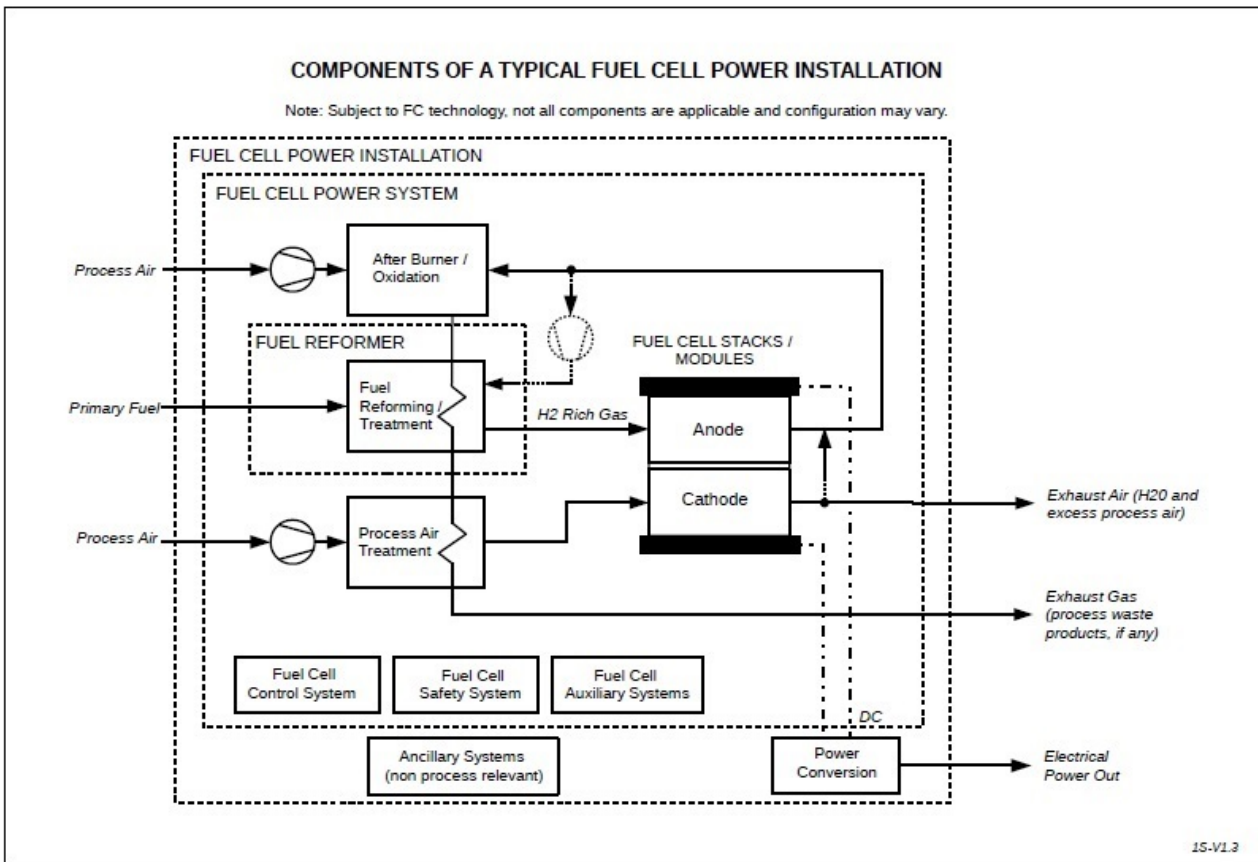 COMPONENTS OF A TYPICAL FUEL CELL POWER INSTALLATION
Note: Subject to FC technology, not all components are applicable and configuration may vary.
FUEL CELL POWER INSTALLATION
FUEL CELL POWER SYSTEM
Process Air
After Burner /
Oxidation
FUEL REFORMER
FUEL CELL STACKS /
MODULES
Primary Fuel
Fuel
Reforming /
Treatment
H2 Rich Gas
Anode
Cathode
Exhaust Air (H20 and
excess process air)
Process Air
Process Air
Treatment
Exhaust Gas
(process waste
products, if any)
Fuel Cell
Control System
Fuel Cell
Safety System
Fuel Cell
Auxiliary Systems
DC
Ancillary Systems
(non process relevant)
Power
Conversion
Electrical
Power Out
1S-V1.3